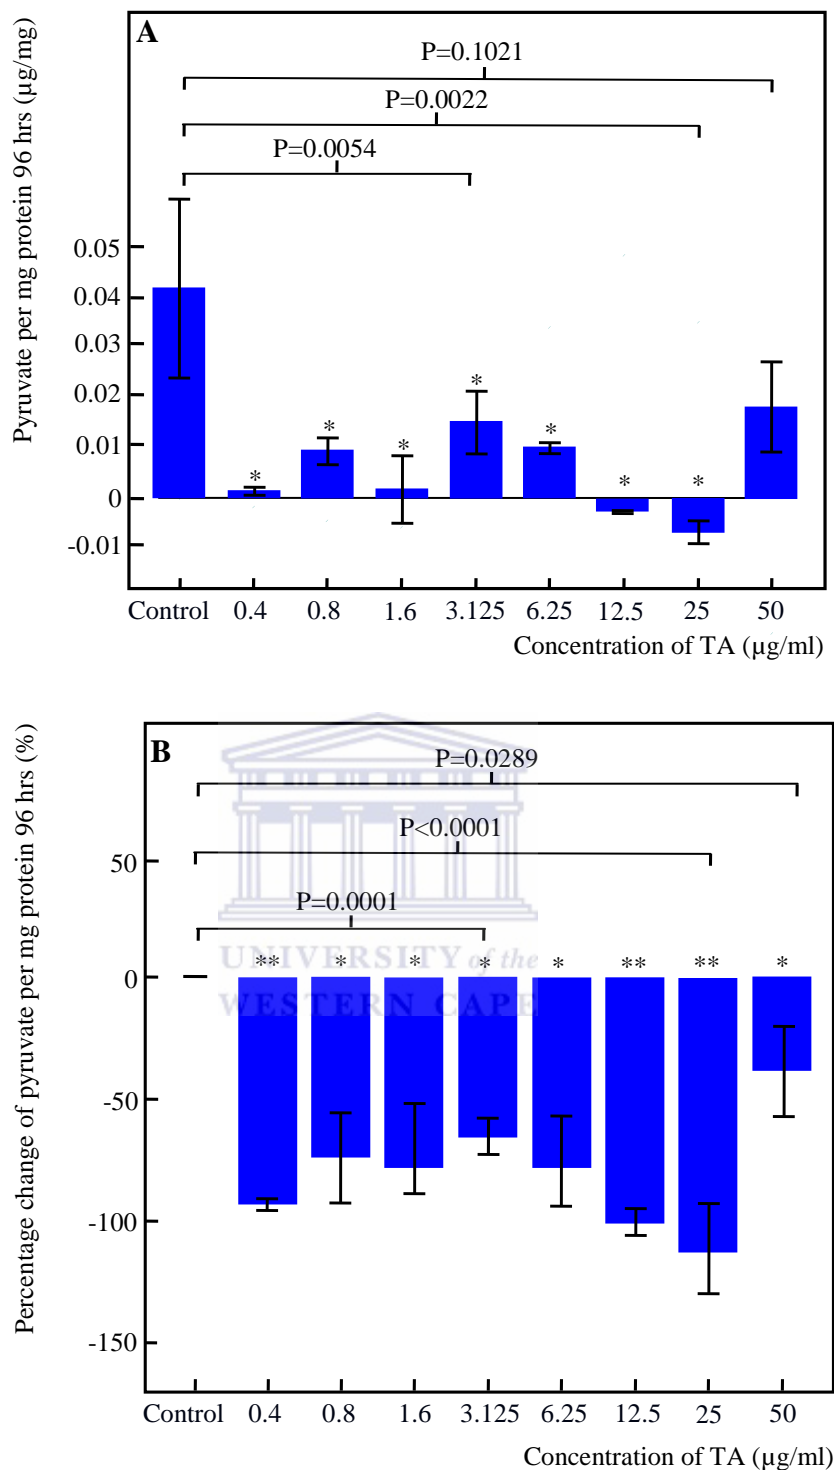 A
P=0.1021
P=0.0022
P=0.0054
Pyruvate per mg protein 96 hrs (µg/mg)
0.05
0.04
0.03
0.02
0.01
0
-0.01
*
*
*
*
*
*
*
Control 0.4 0.8 1.6 3.125 6.25 12.5 25 50
Concentration of TA (µg/ml)
B
P=0.0289
P<0.0001
P=0.0001
Percentage change of pyruvate per mg protein 96 hrs (%)
50
0
-50
-100
-150
** * * * * ** ** *
UNIVERSITY of the
WESTERN CAPE
Control 0.4 0.8 1.6 3.125 6.25 12.5 25 50
Concentration of TA (µg/ml)